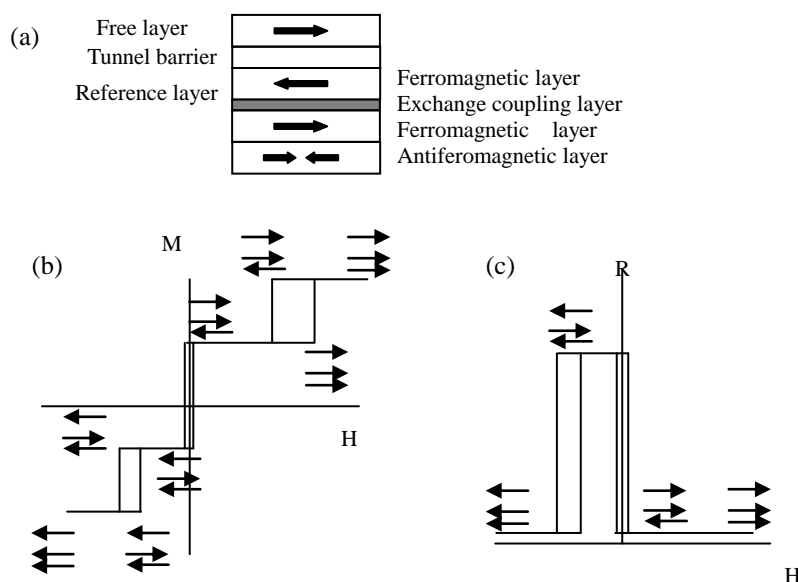 (a)
Free layer
Tunnel barrier
Reference layer
Ferromagnetic layer
Exchange coupling layer
Ferromagnetic layer
Antiferomagnetic layer
(b)
M
H
(c)
R
H